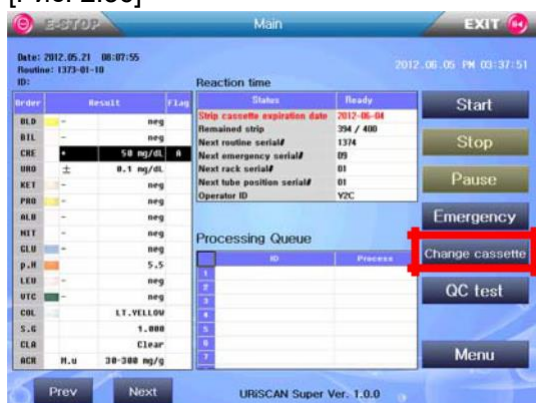 [Рис. 2.36]
E-STOP Main EXIT
Date: 2012.05.21 08:07:55
Routine: 1373-01-10
ID:
2012.06.05 PM 03:37:51
Reaction time
Order Result Flag
BLD - neg
BIL - neg
CRE • 50 mg/dL A
URO ± 0.1 mg/dL
KET - neg
PRO - neg
ALB - neg
NIT - neg
GLU - neg
p.H 5.5
LEU - neg
VTC - neg
COL LT.YELLOW
S.G 1.000
CLA Clear
ACR H.u 30-300 mg/g
Status Ready
Strip cassette expiration date 2012-06-04
Remained strip 394 / 400
Next routine serial# 1374
Next emergency serial# 09
Next rack serial# 01
Next tube position serial# 01
Operator ID V2C
Processing Queue
ID Process
1
2
3
4
5
6
7
Start
Stop
Pause
Emergency
Change cassette
QC test
Menu
Prev Next URiSCAN Super Ver. 1.0.0